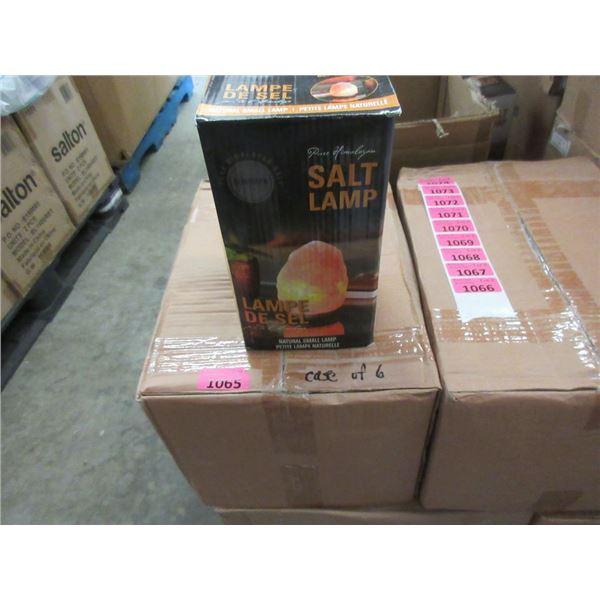 LAMPE
DE SEL
NATURAL SMALL LAMP | PETITE LAMPE NATURELLE
Pure Himalayan
SALT
LAMP
LAMPE
DE SEL
NATURAL SMALL LAMP
PETITE LAMPE NATURELLE
1065
case of 6
1074
1073
1072
1071
1070
1069
1068
1067
1066
salton
salton